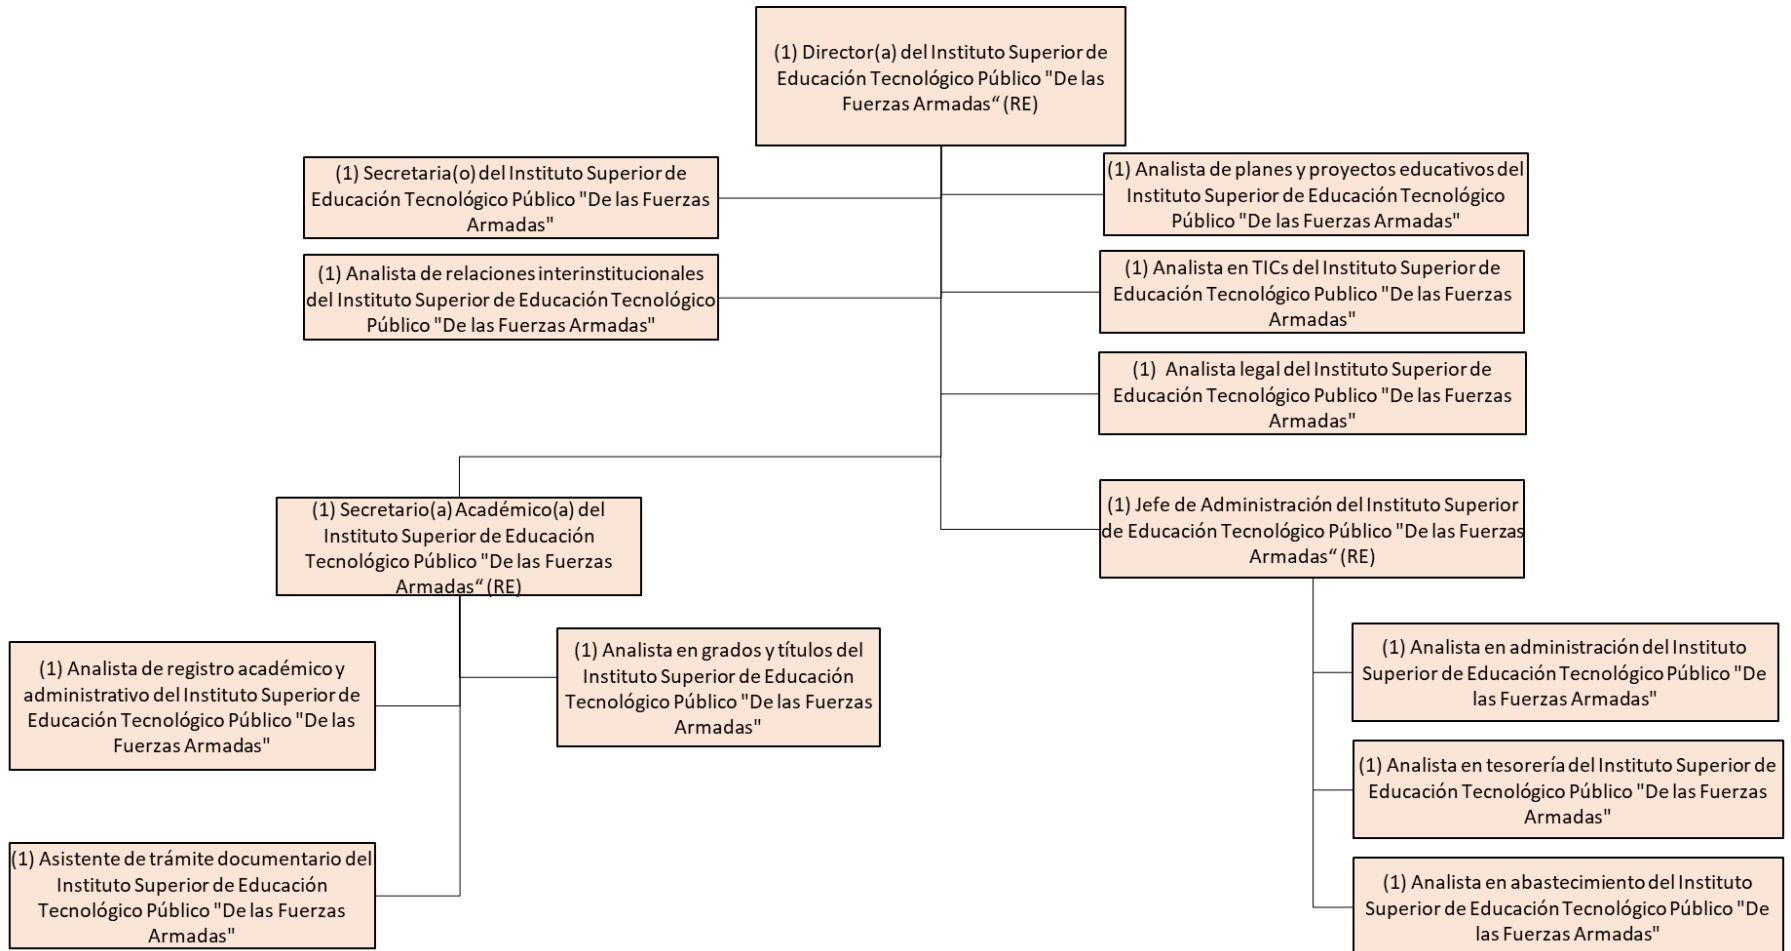 (1) Director(a) del Instituto Superior de
Educación Tecnológico Público "De las
Fuerzas Armadas“ (RE)
(1) Secretaria(o) del Instituto Superior de
Educación Tecnológico Público "De las Fuerzas
Armadas"
(1) Analista de planes y proyectos educativos del
Instituto Superior de Educación Tecnológico
Público "De las Fuerzas Armadas"
(1) Analista de relaciones interinstitucionales
del Instituto Superior de Educación Tecnológico
Público "De las Fuerzas Armadas"
(1) Analista en TICs del Instituto Superior de
Educación Tecnológico Publico "De las Fuerzas
Armadas"
(1) Analista legal del Instituto Superior de
Educación Tecnológico Publico "De las Fuerzas
Armadas"
(1) Secretario(a) Académico(a) del
Instituto Superior de Educación
Tecnológico Público "De las Fuerzas
Armadas“ (RE)
(1) Jefe de Administración del Instituto Superior
de Educación Tecnológico Público "De las Fuerzas
Armadas“ (RE)
(1) Analista de registro académico y
administrativo del Instituto Superior de
Educación Tecnológico Público "De las
Fuerzas Armadas"
(1) Analista en grados y títulos del
Instituto Superior de Educación
Tecnológico Público "De las Fuerzas
Armadas"
(1) Analista en administración del Instituto
Superior de Educación Tecnológico Público "De
las Fuerzas Armadas"
(1) Analista en tesorería del Instituto Superior de
Educación Tecnológico Público "De las Fuerzas
Armadas"
(1) Asistente de trámite documentario del
Instituto Superior de Educación
Tecnológico Público "De las Fuerzas
Armadas"
(1) Analista en abastecimiento del Instituto
Superior de Educación Tecnológico Público "De
las Fuerzas Armadas"